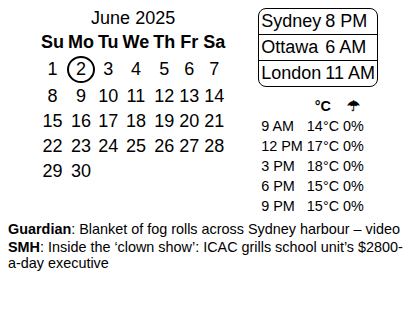 June 2025
Su Mo Tu We Th Fr Sa
1 2 3 4 5 6 7
8 9 10 11 12 13 14
15 16 17 18 19 20 21
22 23 24 25 26 27 28
29 30
Sydney 8 PM
Ottawa 6 AM
London 11 AM
°C ☂
9 AM 14°C 0%
12 PM 17°C 0%
3 PM 18°C 0%
6 PM 15°C 0%
9 PM 15°C 0%
Guardian: Blanket of fog rolls across Sydney harbour – video
SMH: Inside the ‘clown show’: ICAC grills school unit’s $2800-
a-day executive